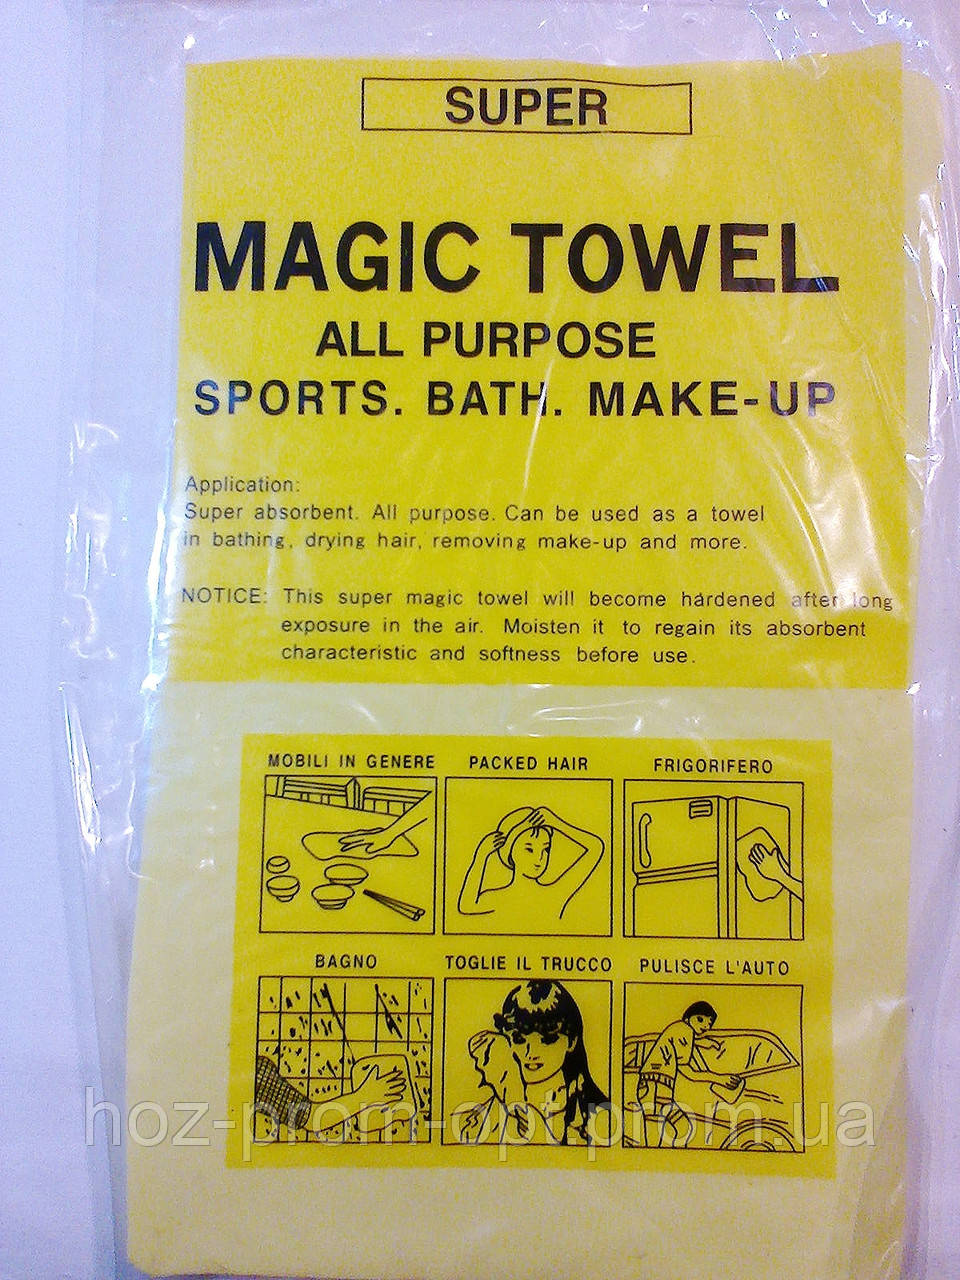 SUPER
MAGIC TOWEL
ALL PURPOSE
SPORTS. BATH. MAKE-UP
Application:
Super absorbent. All purpose. Can be used as a towel
in bathing, drying hair, removing make-up and more.
NOTICE: This super magic towel will become hardened after long
exposure in the air. Moisten it to regain its absorbent
characteristic and softness before use.
MOBILI IN GENERE PACKED HAIR FRIGORIFERO
BAGNO TOGLIE IL TRUCCO PULISCE L'AUTO
hoz-prom-opt.prom.ua